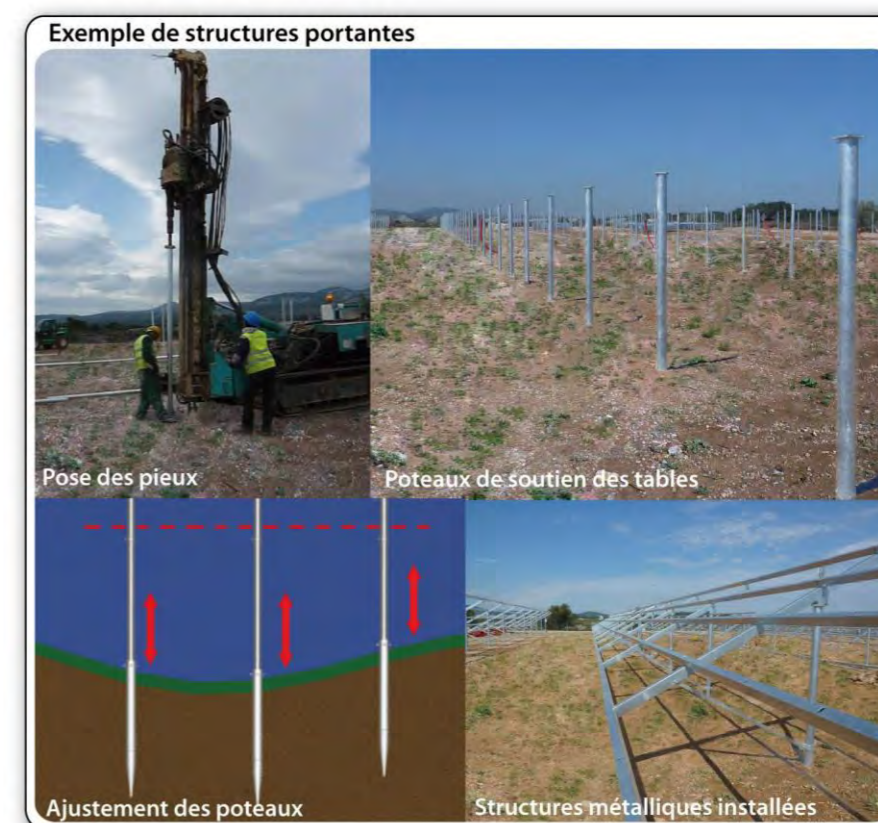 Exemple de structures portantes
Pose des pieux
Poteaux de soutien des tables
Ajustement des poteaux
Structures métalliques installées